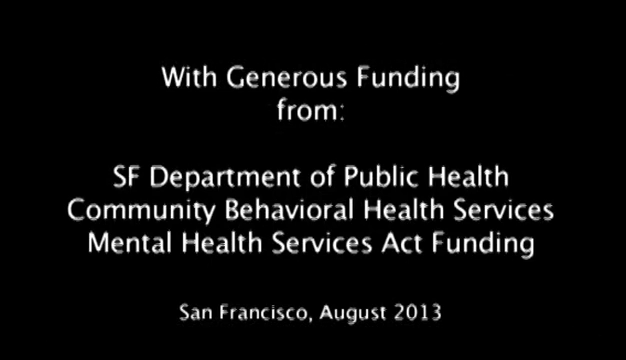 With Generous Funding
from:
SF Department of Public Health
Community Behavioral Health Services
Mental Health Services Act Funding
San Francisco, August 2013